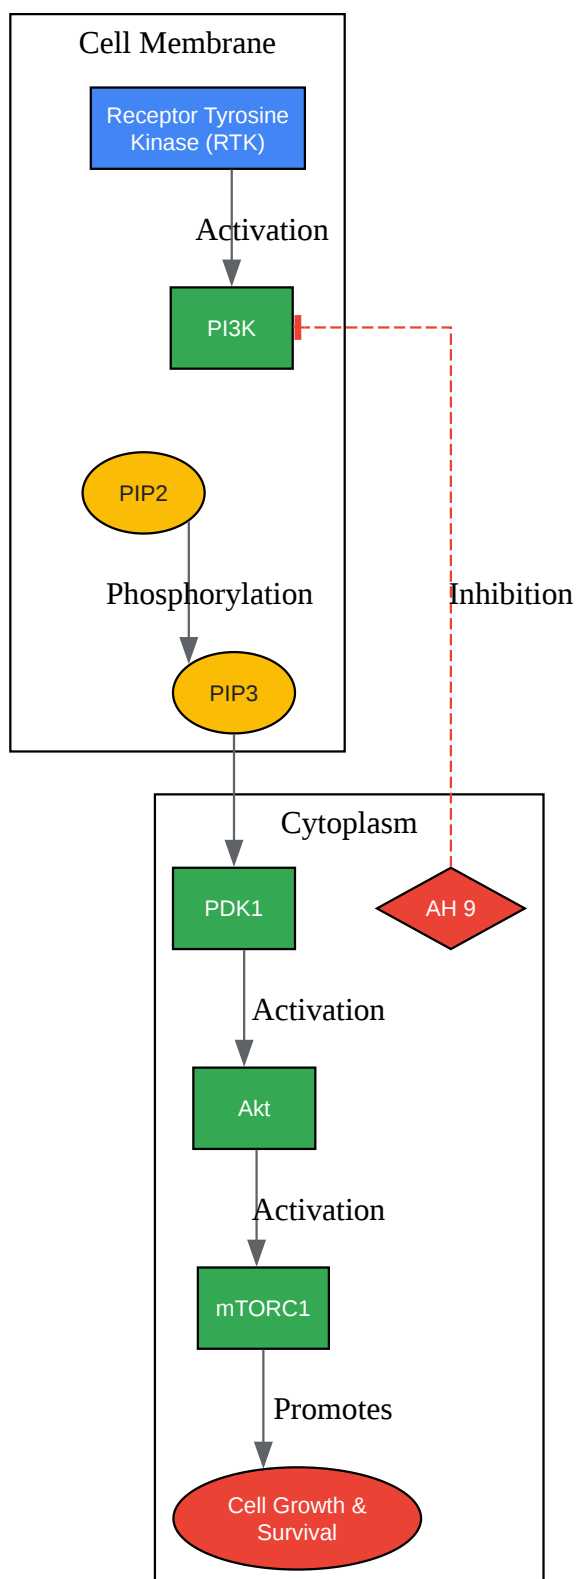 Cell Membrane
Receptor Tyrosine
Kinase (RTK)
Activation
PI3K
PIP2
Phosphorylation
Inhibition
PIP3
Cytoplasm
PDK1
AH 9
Activation
Akt
Activation
mTORC1
Promotes
Cell Growth &
Survival